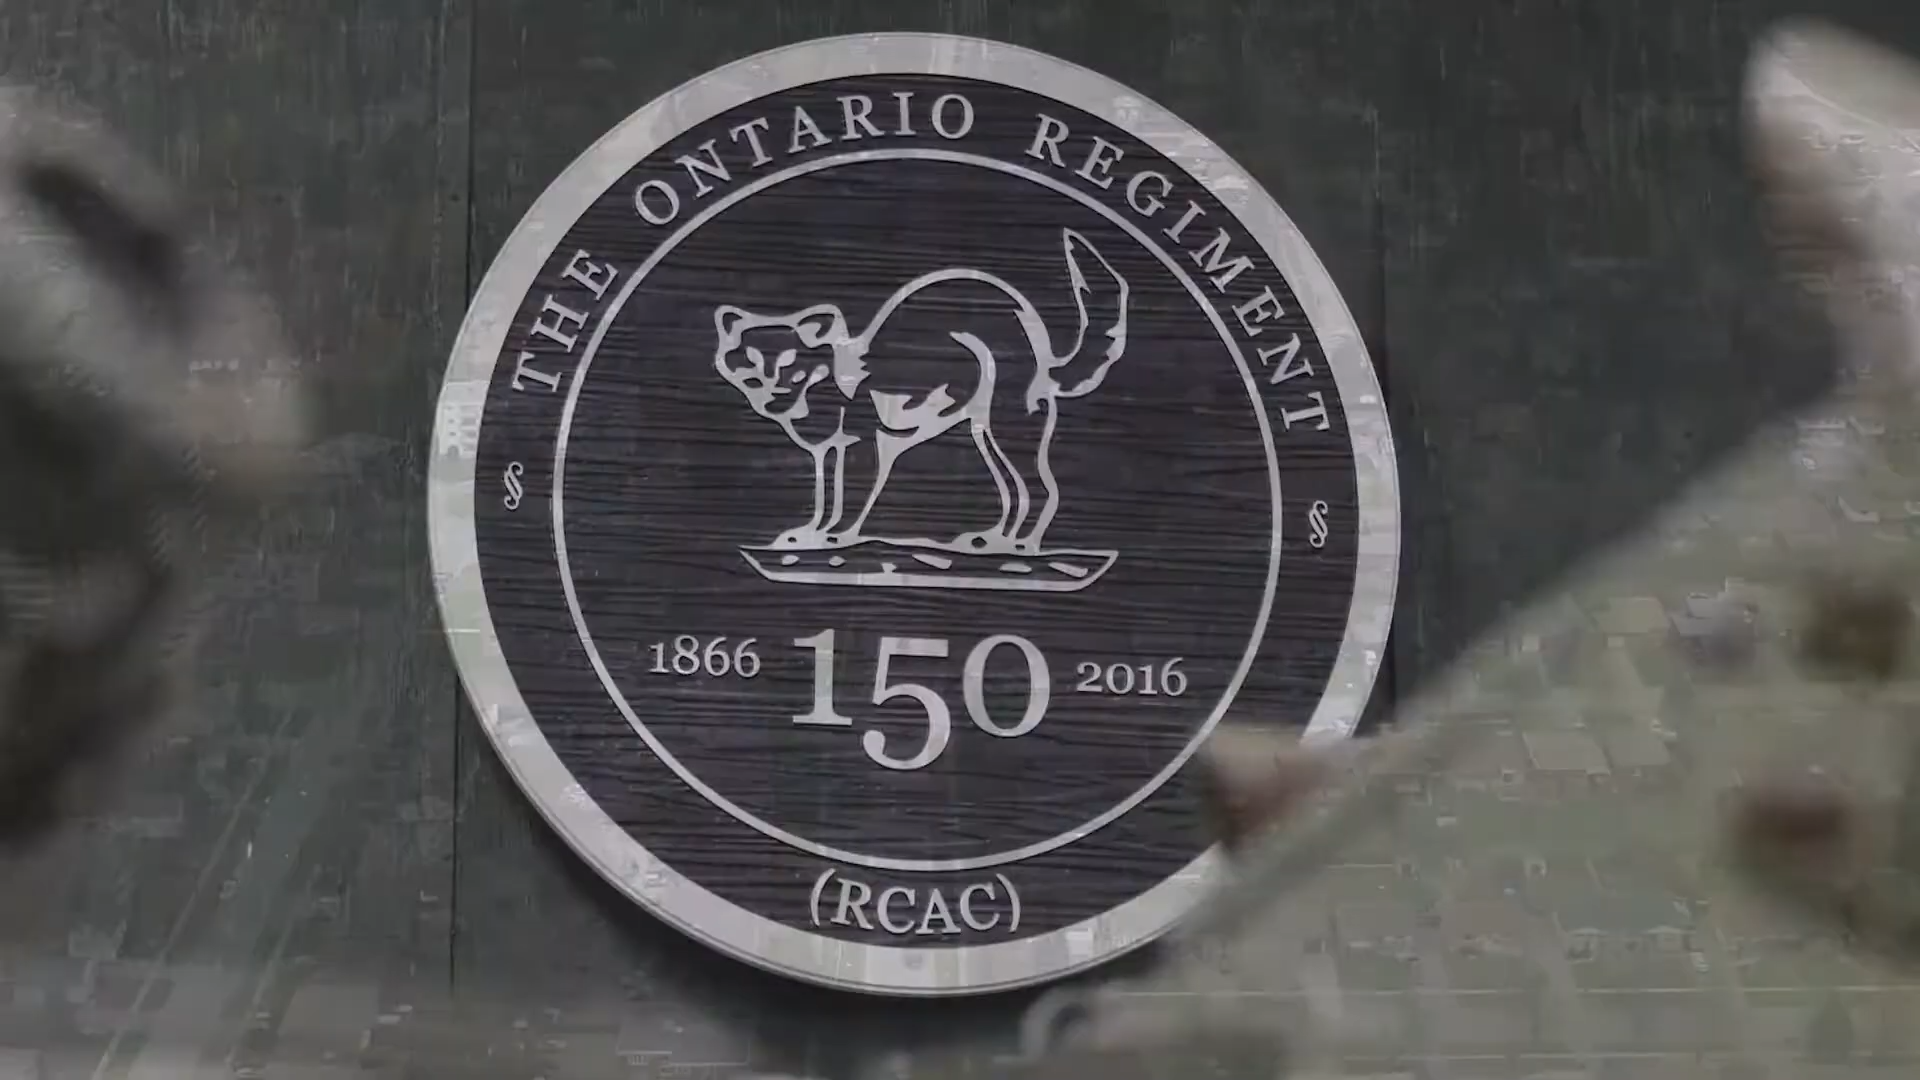 THE ONTARIO REGIMENT
§ §
1866 150 2016
(RCAC)